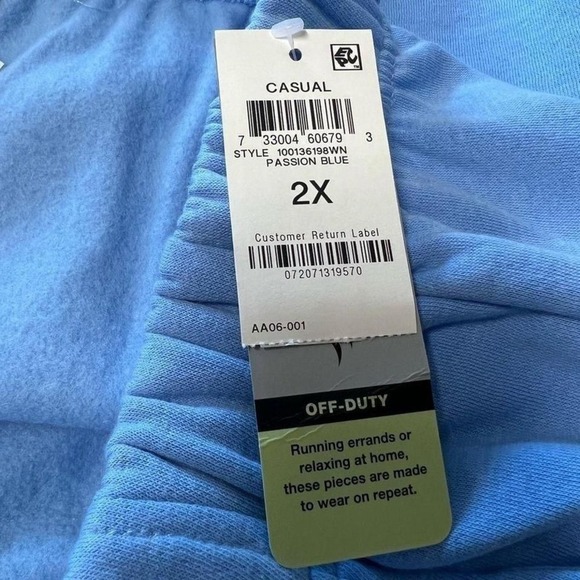 CASUAL
7 33004 60679 3
STYLE 100136198WN
PASSION BLUE
2X
Customer Return Label
072071319570
AA06-001
OFF-DUTY
Running errands or
relaxing at home,
these pieces are made
to wear on repeat.